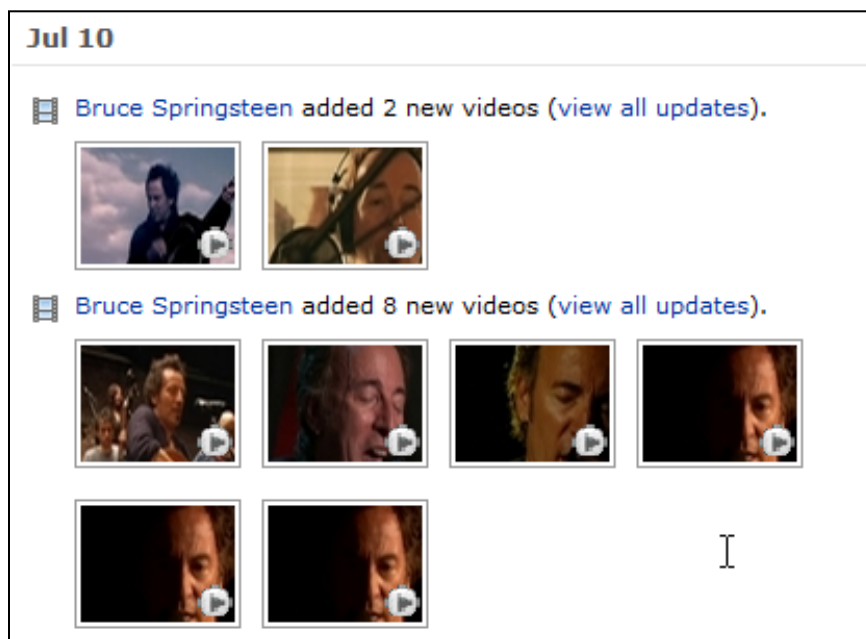 Jul 10
Bruce Springsteen added 2 new videos (view all updates).
Bruce Springsteen added 8 new videos (view all updates).